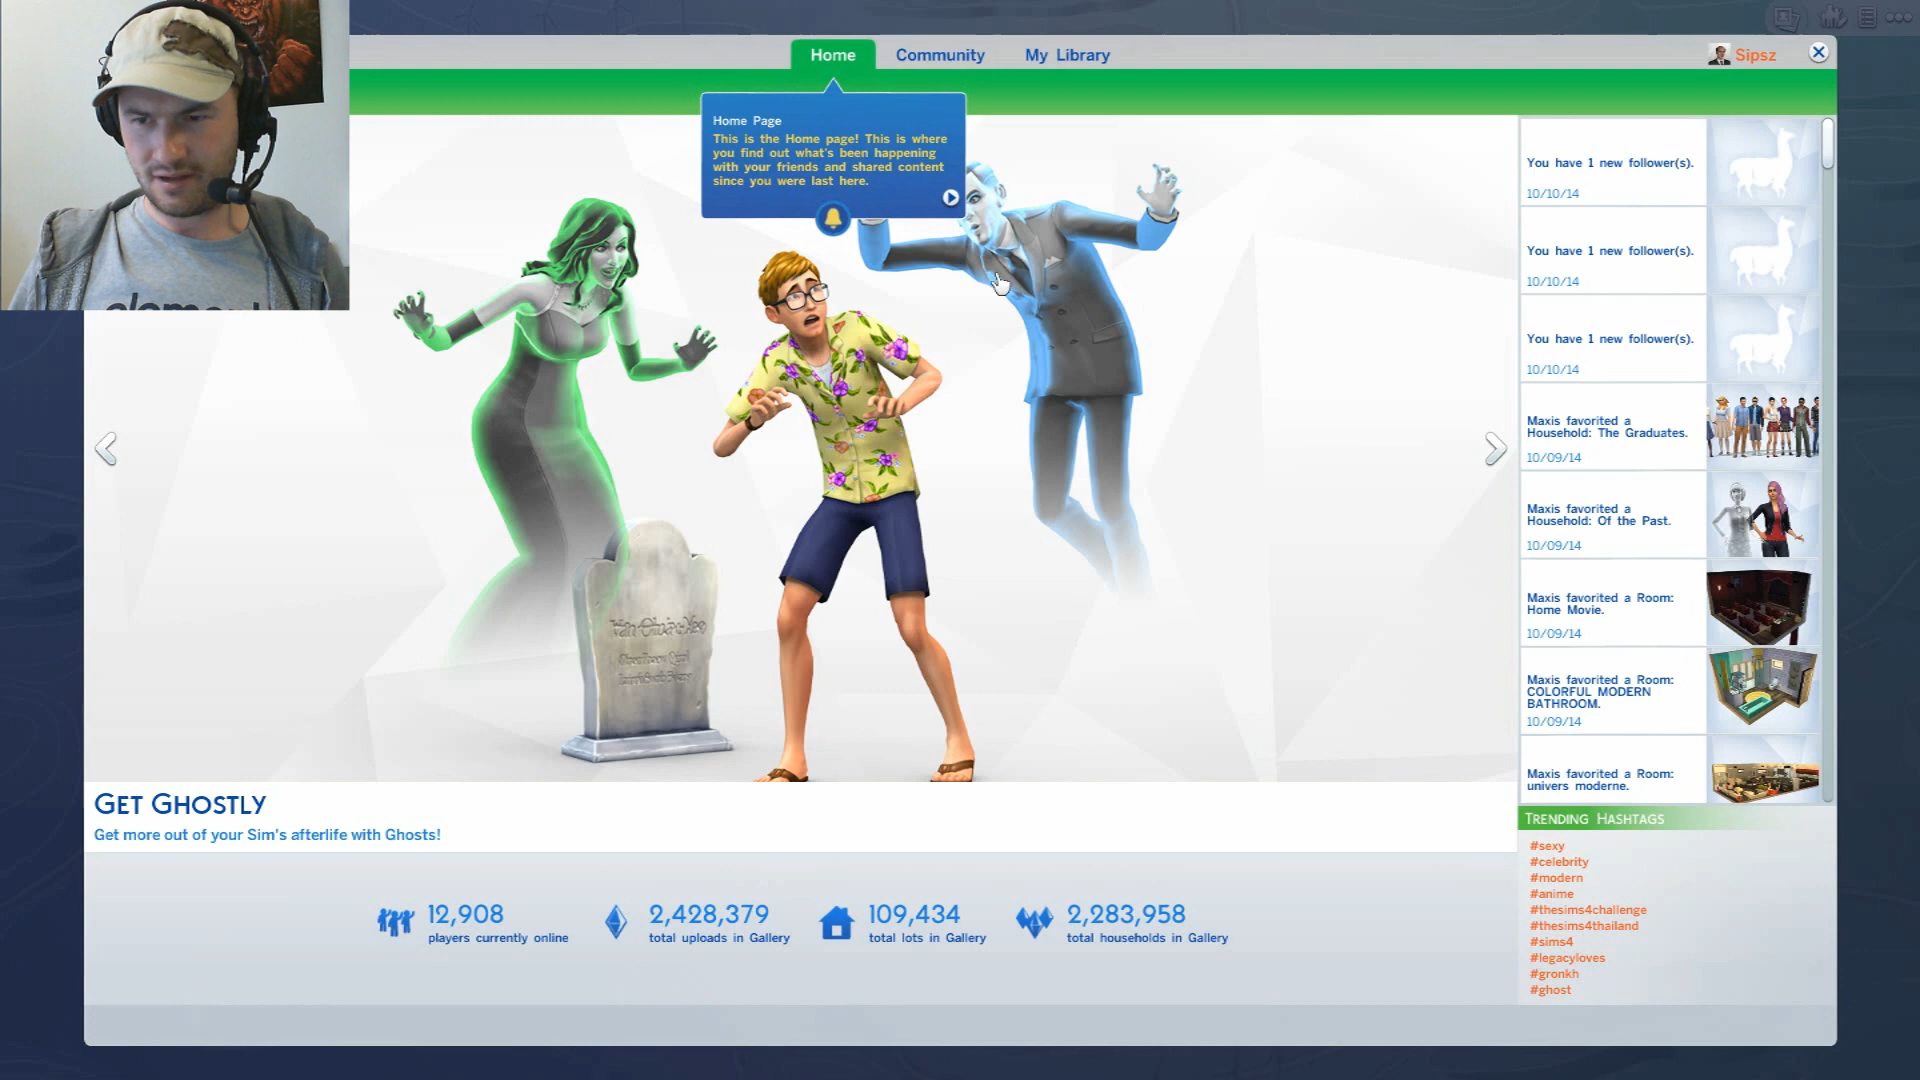 Home
Community
My Library
Sipsz
Home Page
This is the Home page! This is where
you find out what's been happening
with your friends and shared content
since you were last here.
You have 1 new follower(s).
10/10/14
You have 1 new follower(s).
10/10/14
You have 1 new follower(s).
10/10/14
Maxis favorited a
Household: The Graduates.
10/09/14
Maxis favorited a
Household: Of the Past.
10/09/14
Maxis favorited a Room:
Home Movie.
10/09/14
Maxis favorited a Room:
COLORFUL MODERN
BATHROOM.
10/09/14
Maxis favorited a Room:
univers moderne.
GET GHOSTLY
Get more out of your Sim's afterlife with Ghosts!
12,908
players currently online
2,428,379
total uploads in Gallery
109,434
total lots in Gallery
2,283,958
total households in Gallery
TRENDING HASHTAGS
#sexy
#celebrity
#modern
#anime
#thesims4challenge
#thesims4thailand
#sims4
#legacyloves
#gronkh
#ghost